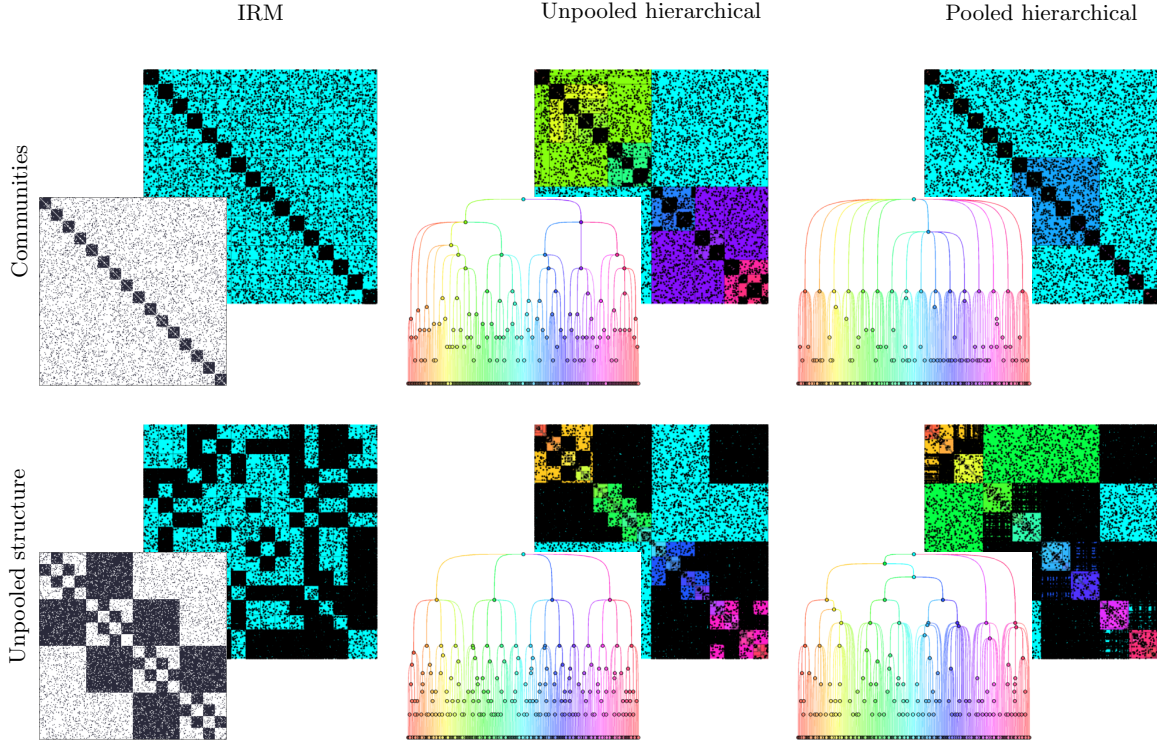 IRM
Unpooled hierarchical
Pooled hierarchical
Communities
Unpooled structure